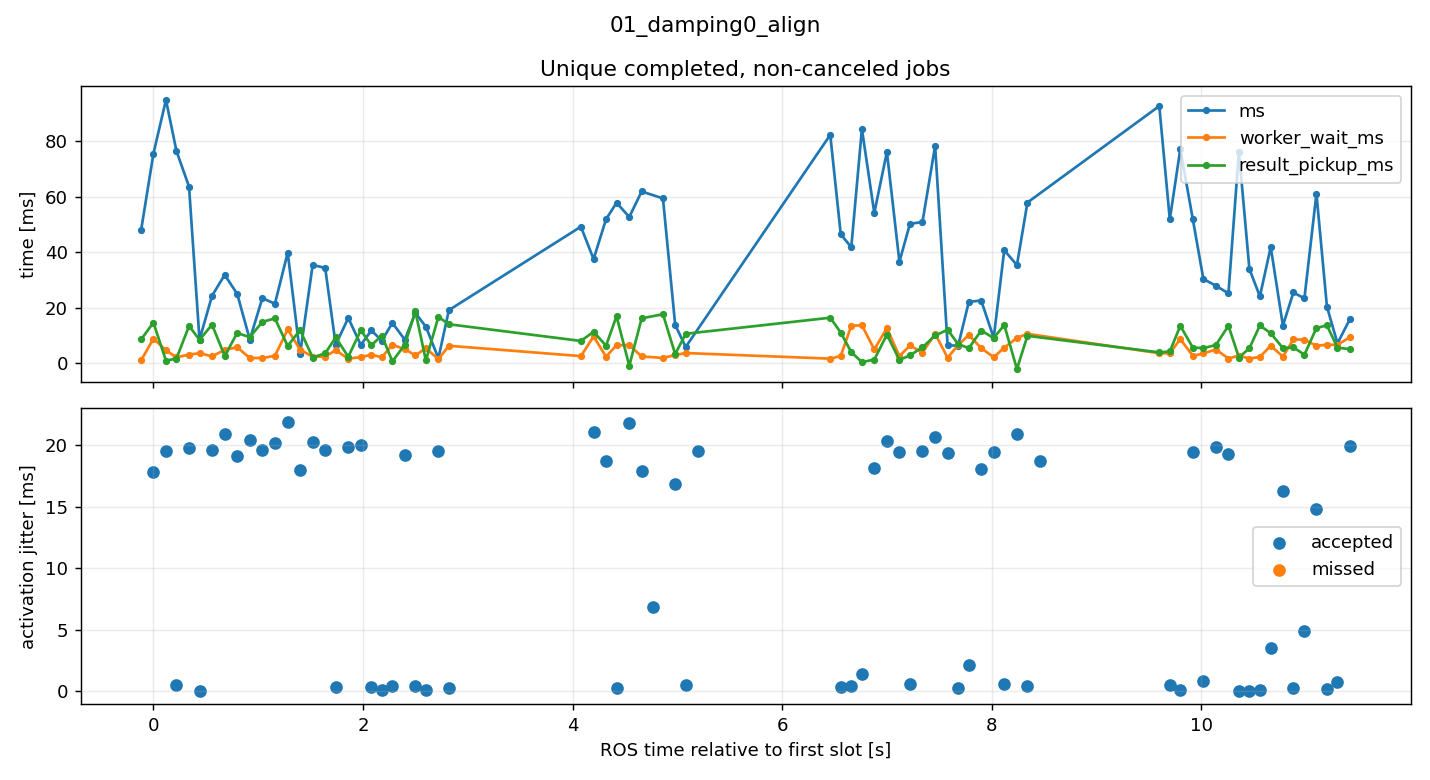 01_damping0_align
Unique completed, non-canceled jobs
time [ms]
80
60
40
20
0
ms
worker_wait_ms
result_pickup_ms
activation jitter [ms]
20
15
10
5
0
accepted
missed
0 2 4 6 8 10
ROS time relative to first slot [s]